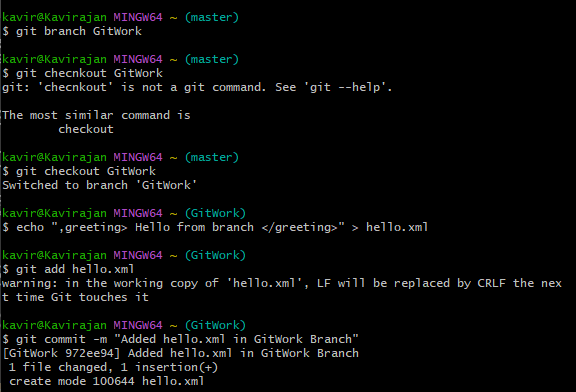 kavir@Kavirajan MINGW64 ~ (master)
$ git branch GitWork
kavir@Kavirajan MINGW64 ~ (master)
$ git checnkout GitWork
git: 'checnkout' is not a git command. See 'git --help'.
The most similar command is
checkout
kavir@Kavirajan MINGW64 ~ (master)
$ git checkout GitWork
Switched to branch 'GitWork'
kavir@Kavirajan MINGW64 ~ (GitWork)
$ echo ",greeting> Hello from branch </greeting>" > hello.xml
kavir@Kavirajan MINGW64 ~ (GitWork)
$ git add hello.xml
warning: in the working copy of 'hello.xml', LF will be replaced by CRLF the nex
t time Git touches it
kavir@Kavirajan MINGW64 ~ (GitWork)
$ git commit -m "Added hello.xml in GitWork Branch"
[GitWork 972ee94] Added hello.xml in GitWork Branch
1 file changed, 1 insertion(+)
create mode 100644 hello.xml